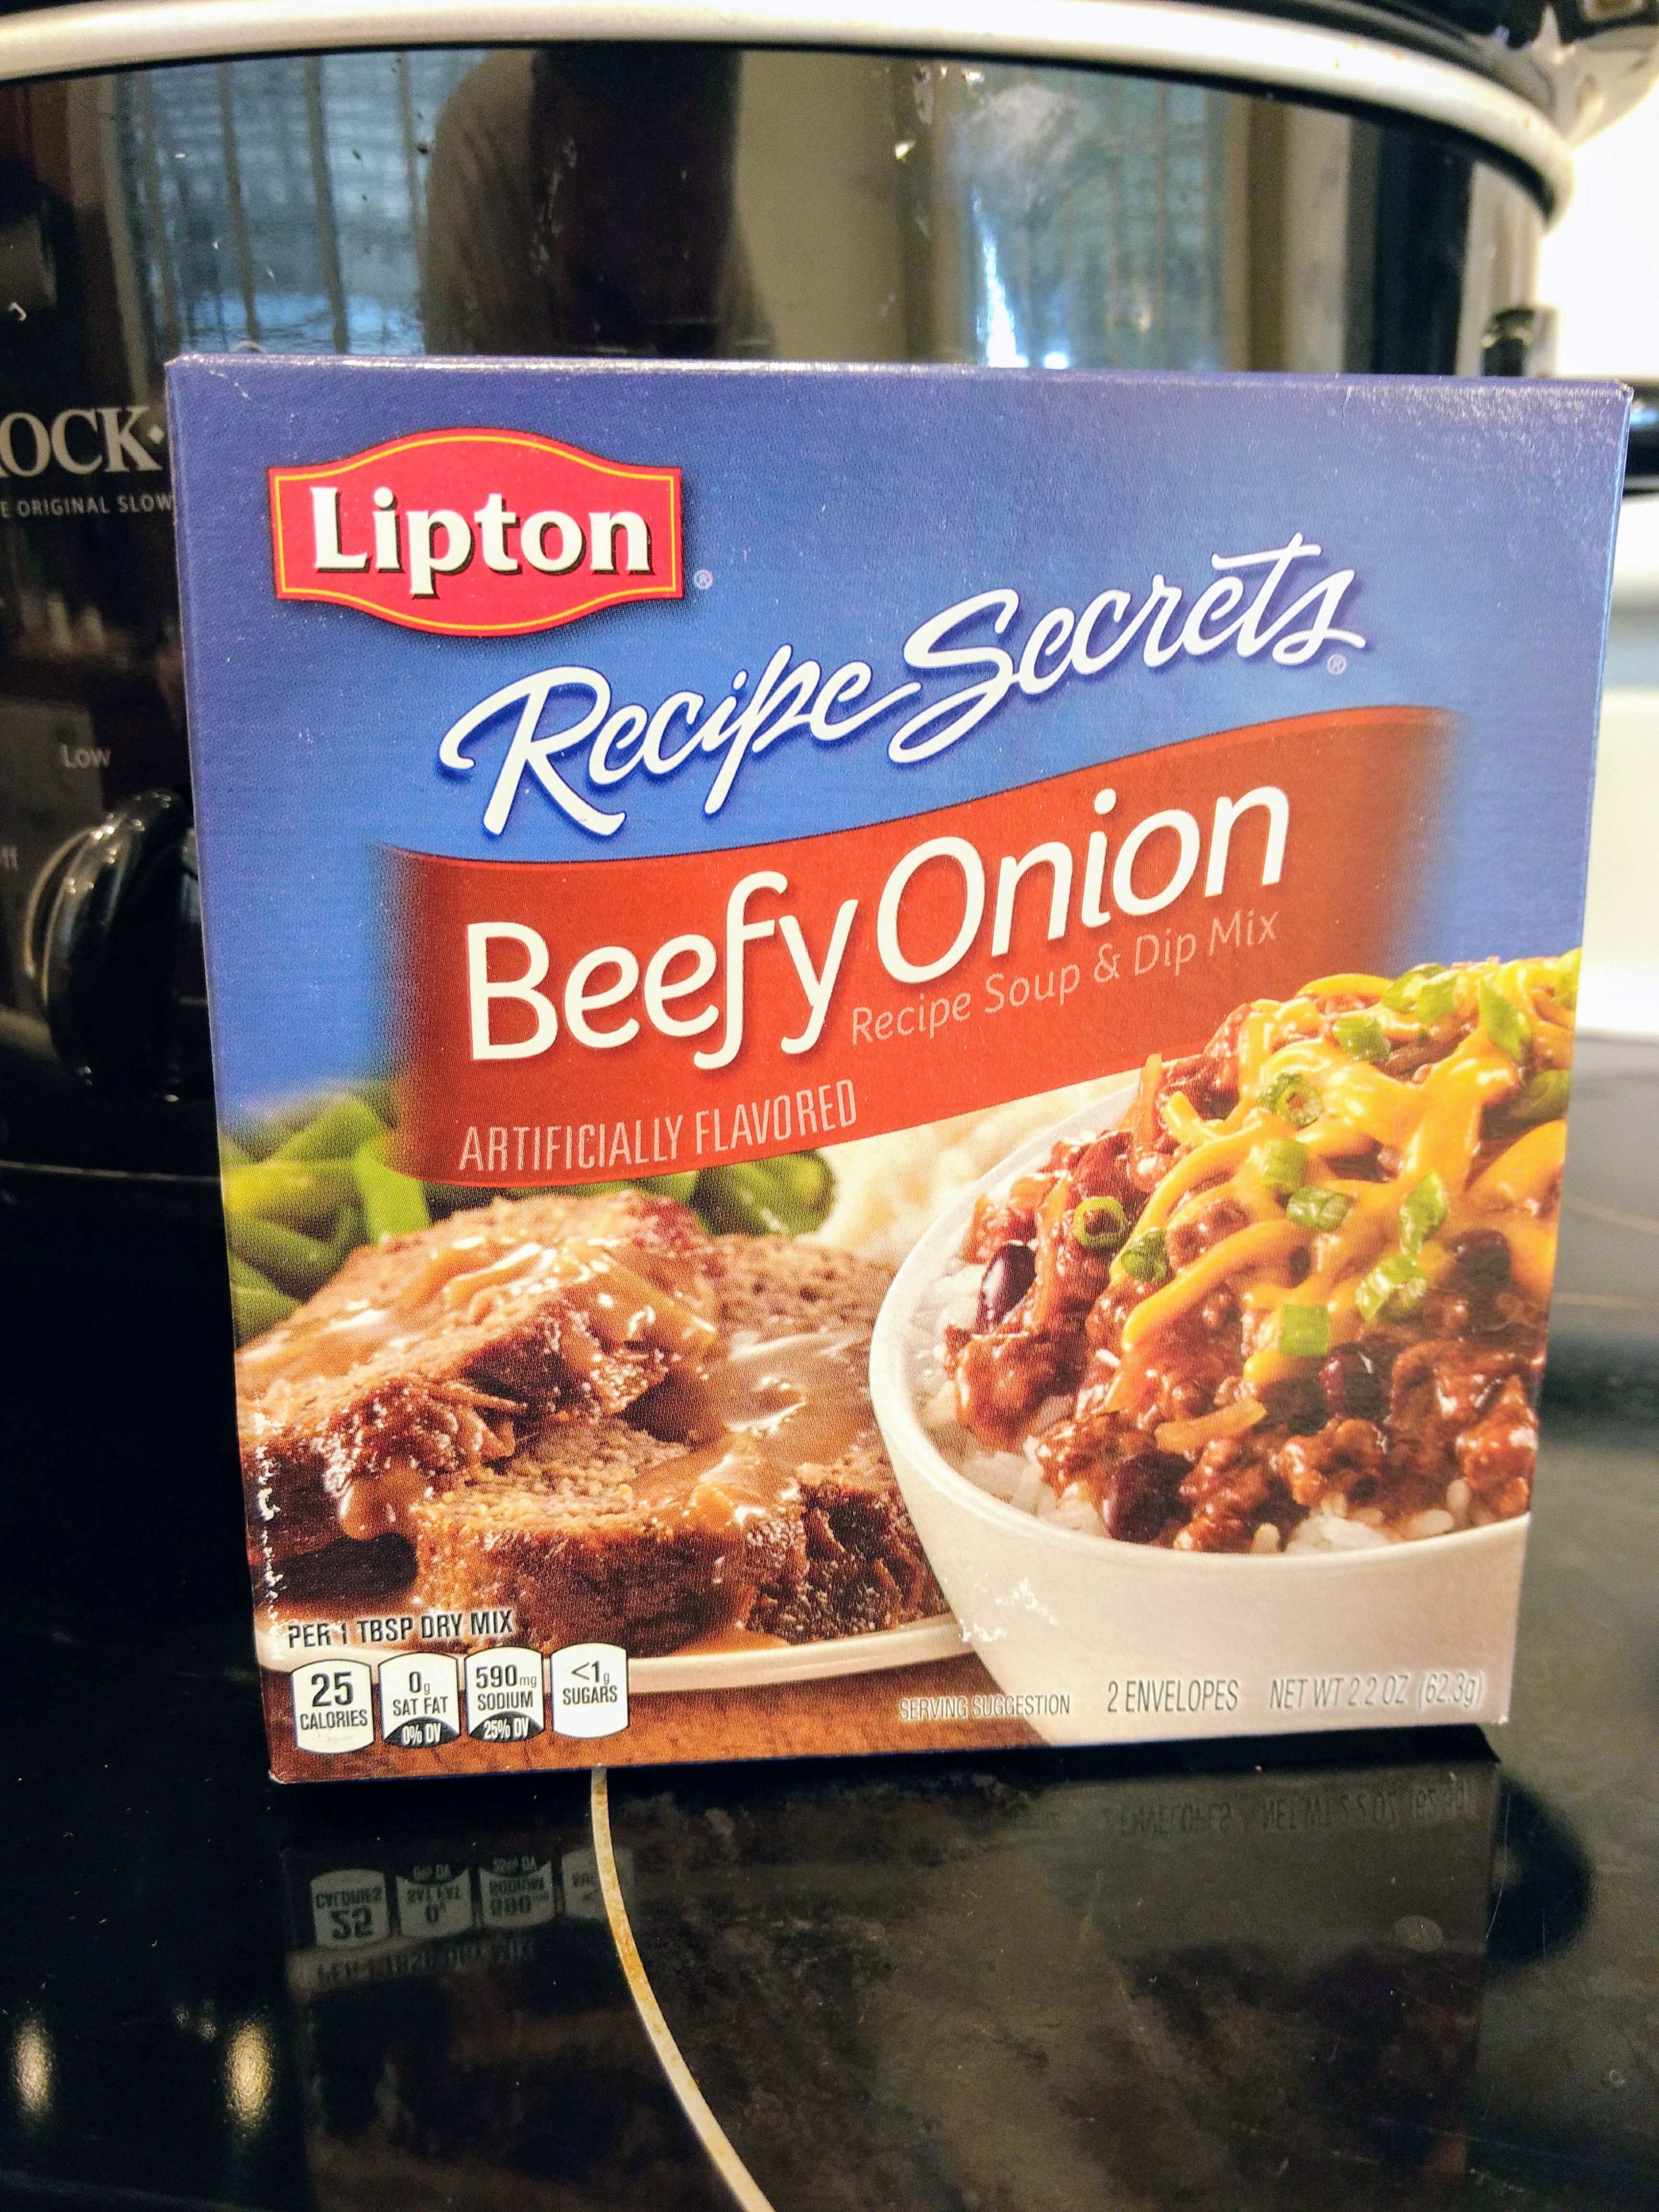 OCK
E ORIGINAL SLOW
Low
Lipton®
Recipe Secrets®
Beefy Onion
Recipe Soup & Dip Mix
ARTIFICIALLY FLAVORED
PER 1 TBSP DRY MIX
25 CALORIES
0g SAT FAT 0% DV
590mg SODIUM 25% DV
<1g SUGARS
SERVING SUGGESTION
2 ENVELOPES
NET WT 2.2 OZ (62.3g)